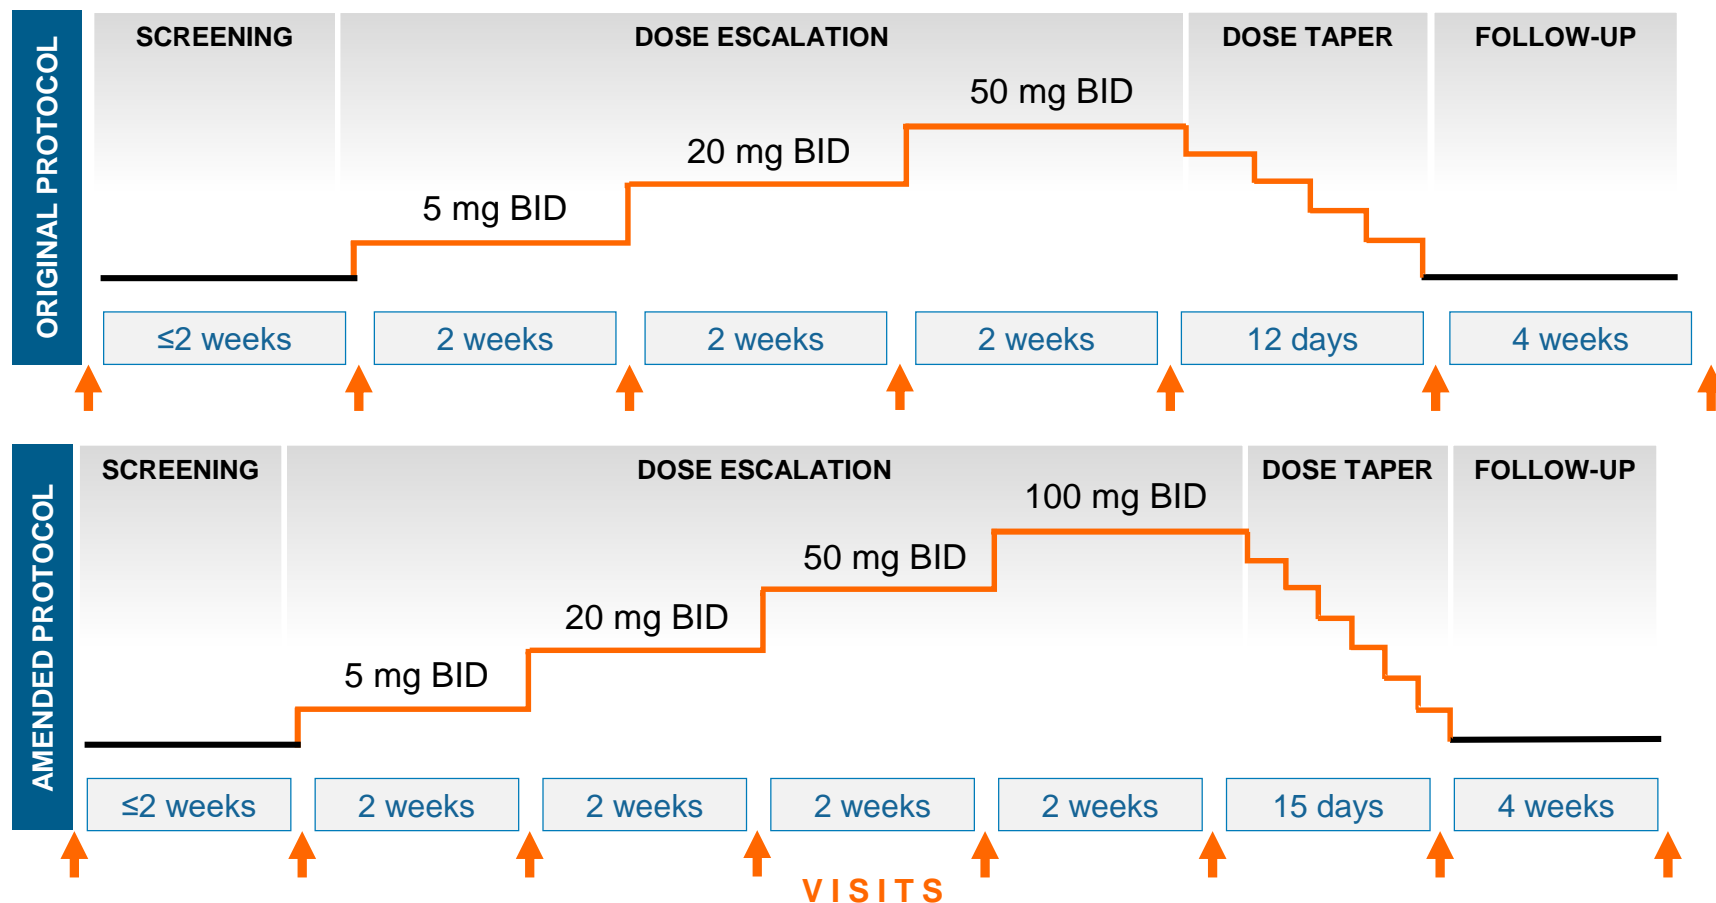 ORIGINAL PROTOCOL
SCREENING
DOSE ESCALATION
DOSE TAPER
FOLLOW-UP
50 mg BID
20 mg BID
5 mg BID
≤2 weeks
2 weeks
2 weeks
2 weeks
12 days
4 weeks
AMENDED PROTOCOL
SCREENING
DOSE ESCALATION
DOSE TAPER
FOLLOW-UP
100 mg BID
50 mg BID
20 mg BID
5 mg BID
≤2 weeks
2 weeks
2 weeks
2 weeks
2 weeks
15 days
4 weeks
VISITS